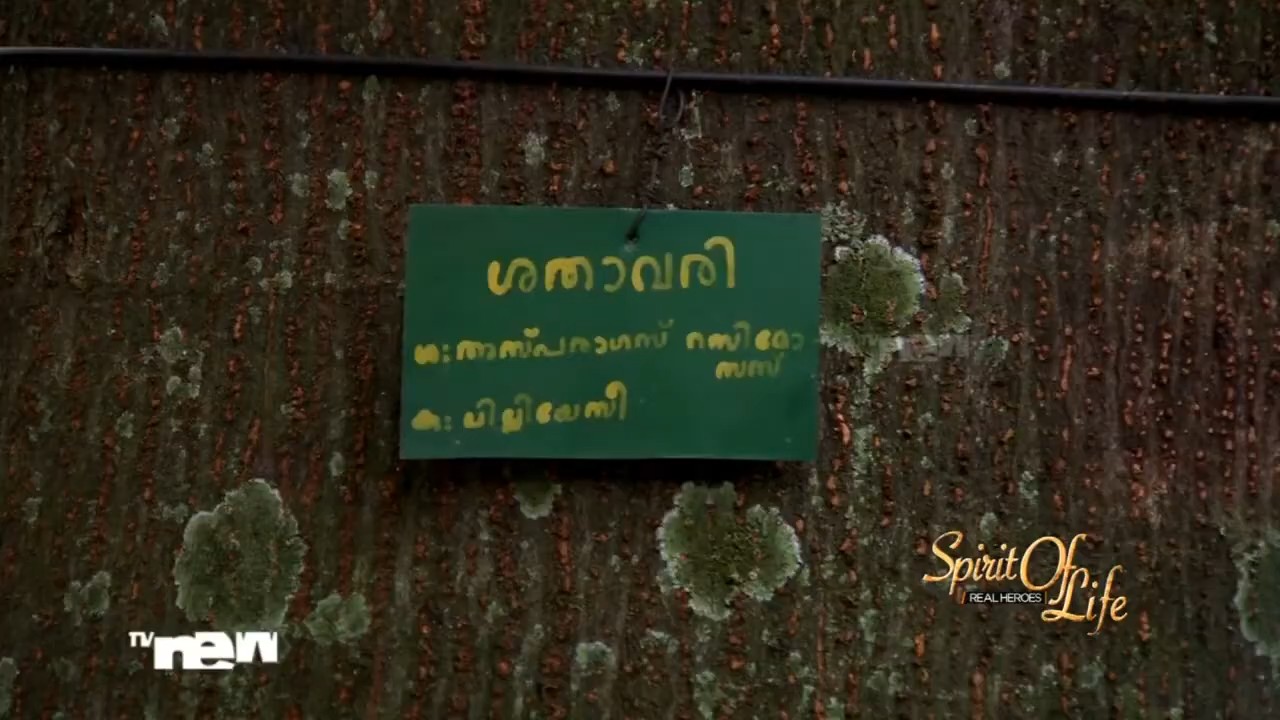 ശതാവരി
ശ: അസ്പരാഗസ് റസിമോ
സസ്
കു: ലില്ലിയേസീ
Spirit Of Life
REAL HEROES
TV new